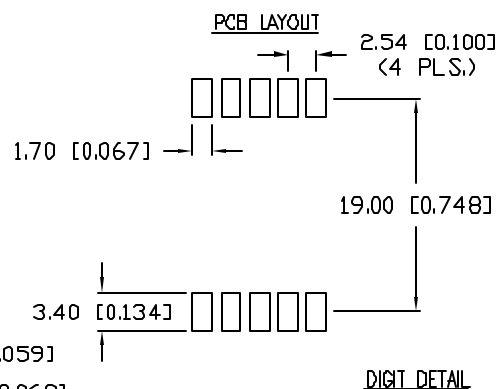 PCB LAYOUT
2.54 [0.100]
(4 PLS.)
1.70 [0.067]
19.00 [0.748]
3.40 [0.134]
.059]
DIGIT DETAIL